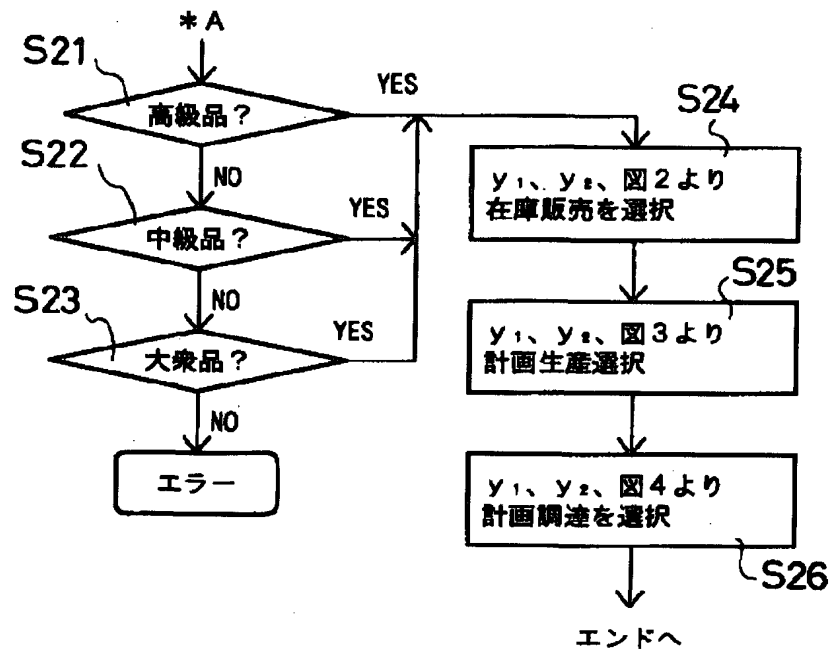 *A
S21
高級品?
YES
NO
S22
中級品?
YES
NO
S23
大衆品?
YES
NO
エラー
S24
y₁、y₂、図2より
在庫販売を選択
S25
y₁、y₂、図3より
計画生産選択
y₁、y₂、図4より
計画調達を選択
S26
エンドへ